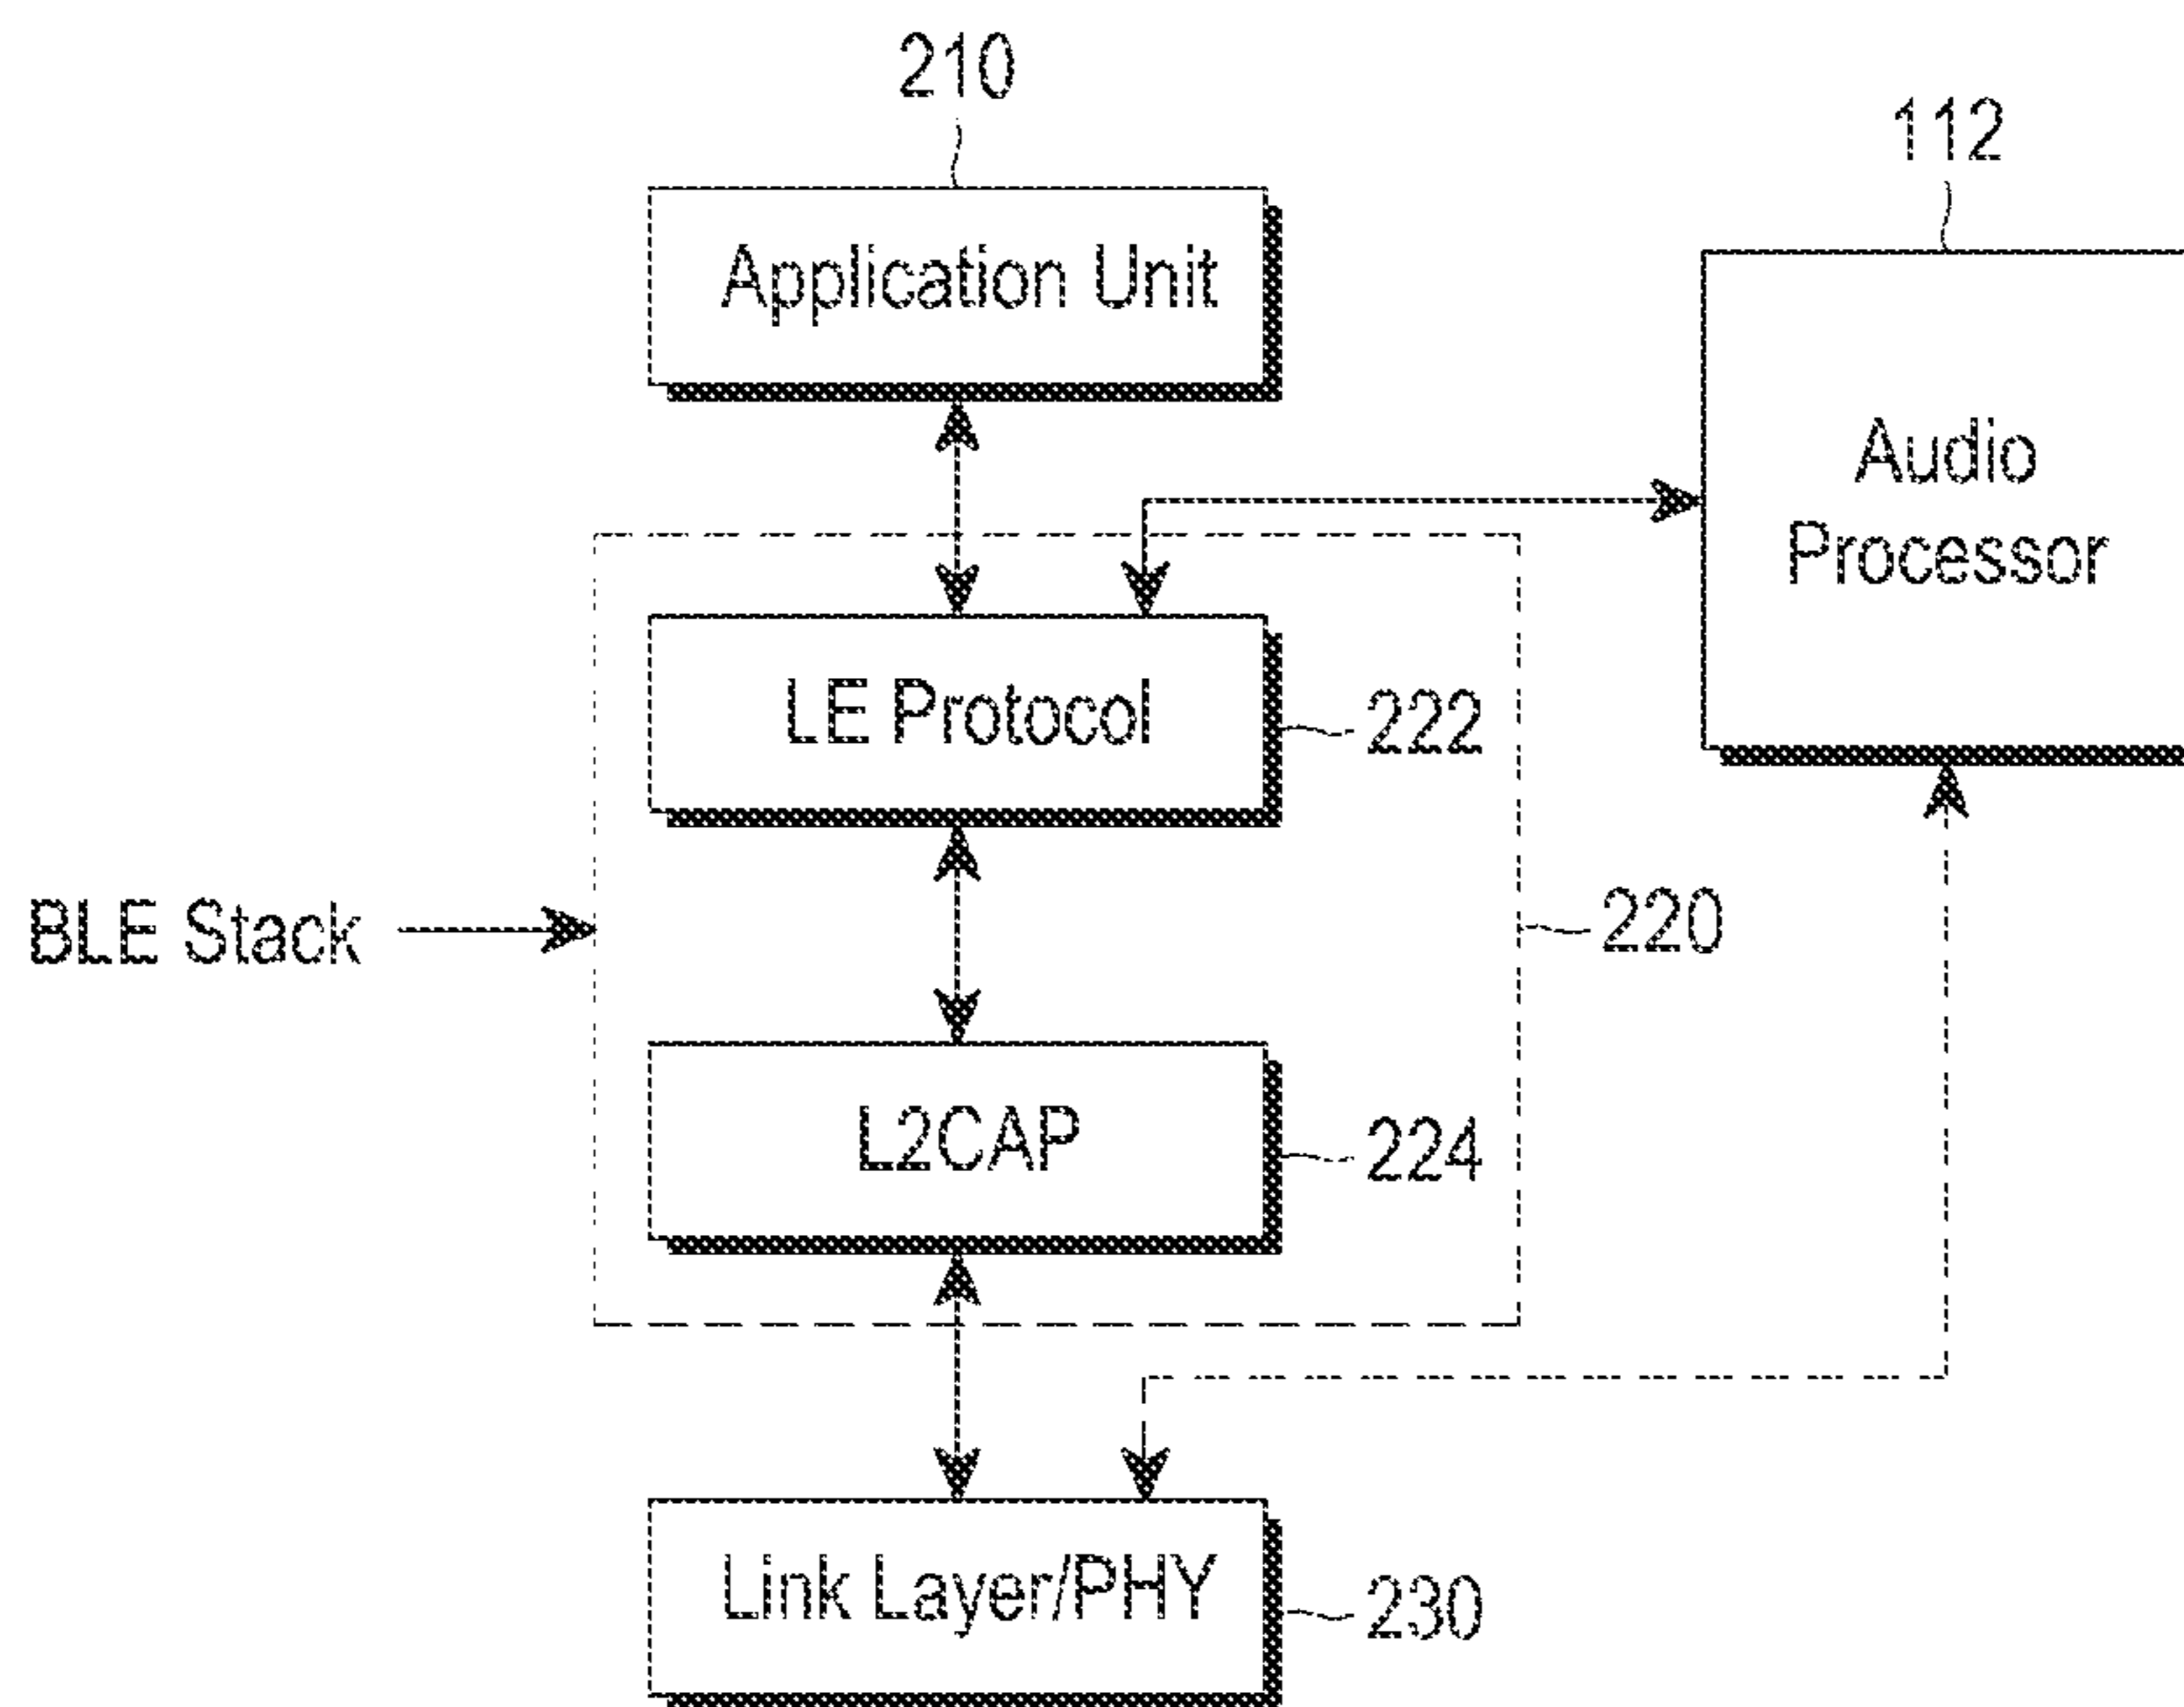 210
112
Application Unit
Audio
Processor
LE Protocol
222
BLE Stack
220
L2CAP
224
Link Layer/PHY
230